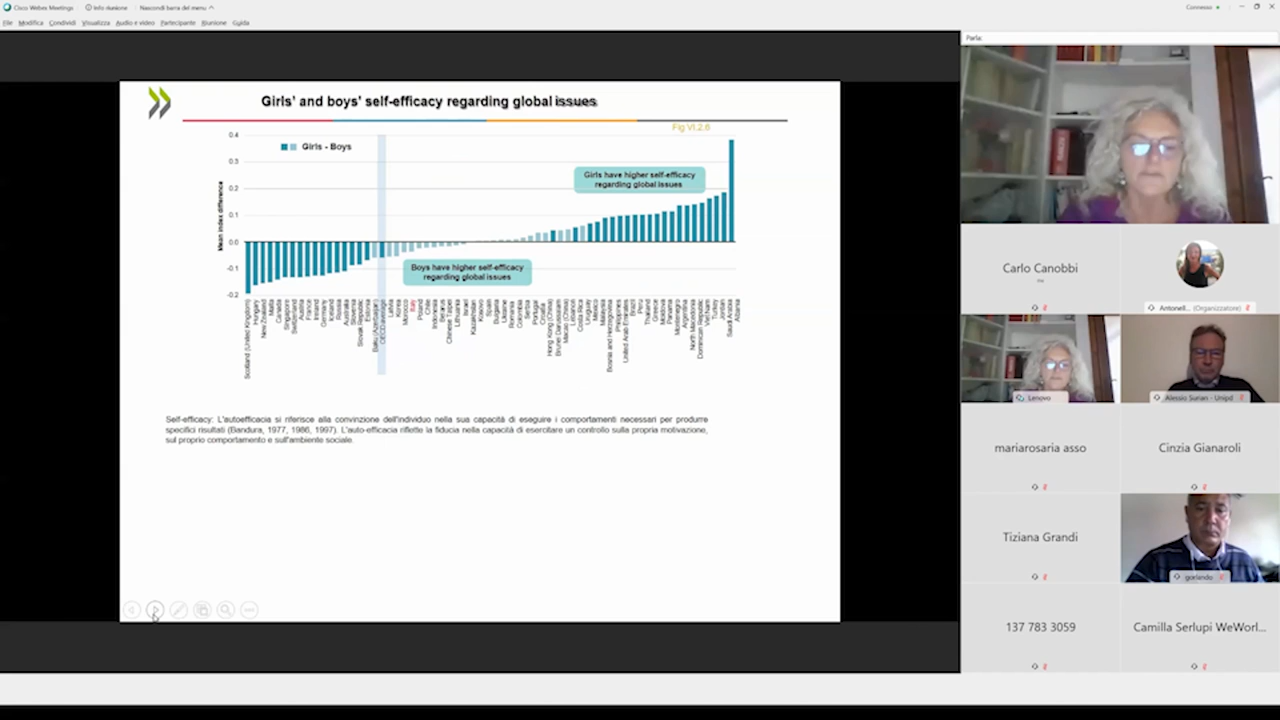 Cisco Webex Meetings
Info riunione
Nascondi barra del menu
Connesso
File Modifica Condividi Visualizza Audio e video Partecipante Riunione Guida
Parla:
Girls' and boys' self-efficacy regarding global issues
Fig VI.2.6
Girls - Boys
Mean index difference
0.4
0.3
0.2
0.1
0.0
-0.1
-0.2
Girls have higher self-efficacy
regarding global issues
Boys have higher self-efficacy
regarding global issues
Scotland (United Kingdom)
Hungary
New Zealand
Malta
Canada
Singapore
Switzerland
Austria
France
Ireland
Germany
Iceland
Russia
Australia
Slovenia
Slovak Republic
Estonia
Baku (Azerbaijan)
OECD average
Latvia
Korea
Morocco
Italy
Poland
Chile
Indonesia
Belarus
Chinese Taipei
Lithuania
Israel
Kazakhstan
Kosovo
Spain
Bulgaria
Romania
Colombia
Serbia
Portugal
Croatia
Hong Kong (China)
Brunei Darussalam
Macao (China)
Lebanon
Costa Rica
Uruguay
Mexico
Malaysia
Bosnia and Herzegovina
Philippines
United Arab Emirates
Brazil
Peru
Thailand
Greece
Moldova
Panama
Montenegro
Argentina
North Macedonia
Dominican Republic
Vietnam
Turkey
Jordan
Saudi Arabia
Albania
Self-efficacy: L'autoefficacia si riferisce alla convinzione dell'individuo nella sua capacità di eseguire i comportamenti necessari per produrre
specifici risultati (Bandura, 1977, 1986, 1997). L'auto-efficacia riflette la fiducia nella capacità di esercitare un controllo sulla propria motivazione,
sul proprio comportamento e sull'ambiente sociale.
Carlo Canobbi
Antonell... (Organizzatore)
Lenovo
Alessio Surian - Unipd
mariarosaria asso
Cinzia Gianaroli
Tiziana Grandi
gorlando
137 783 3059
Camilla Serlupi WeWorl...